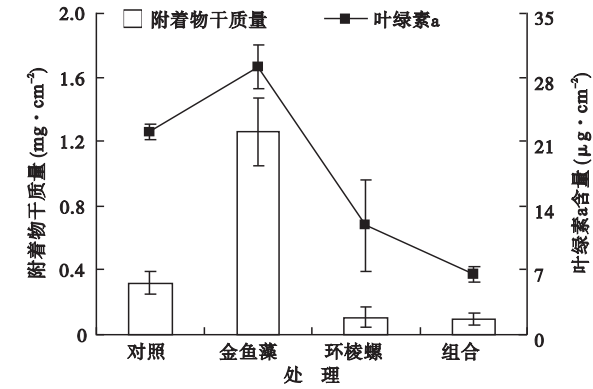 附着物干质量 叶绿素a
附着物干质量(mg·cm⁻²)
2.0
1.6
1.2
0.8
0.4
0
35
28
21
14
7
0
叶绿素a含量(μg·cm⁻²)
对照 金鱼藻 环棱螺 组合
处 理